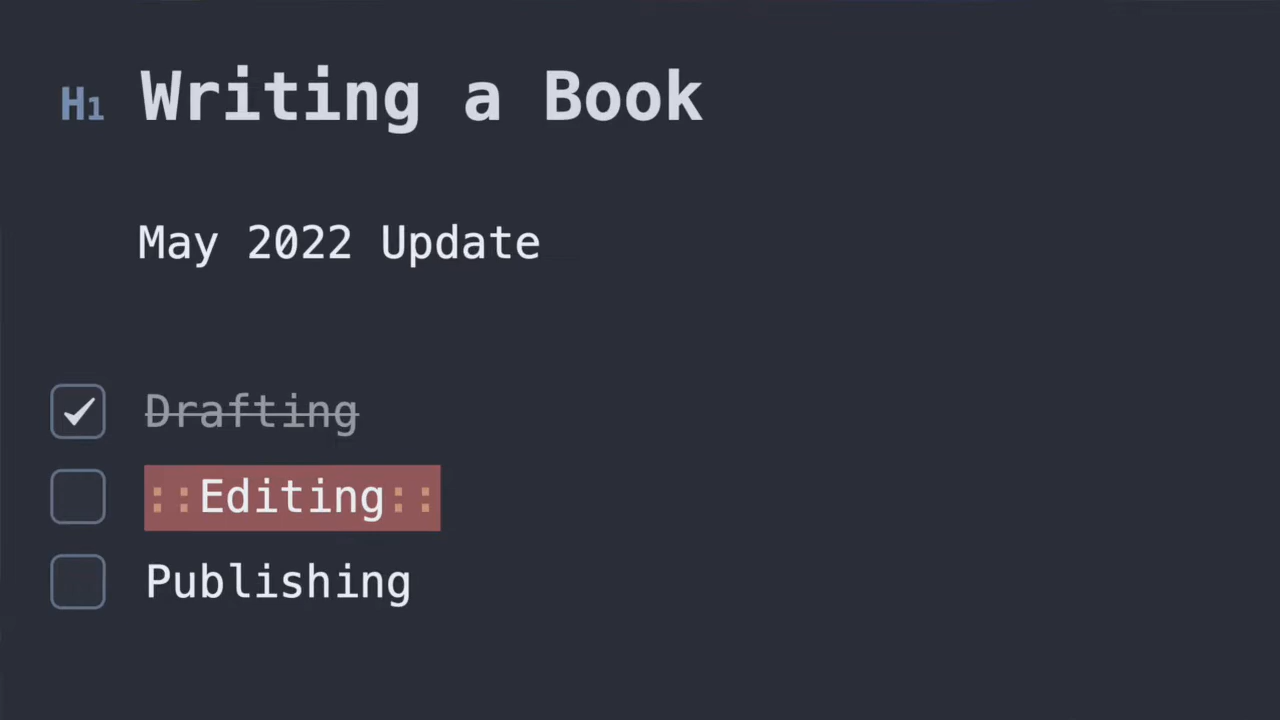 H1 Writing a Book
May 2022 Update
Drafting
::Editing::
Publishing